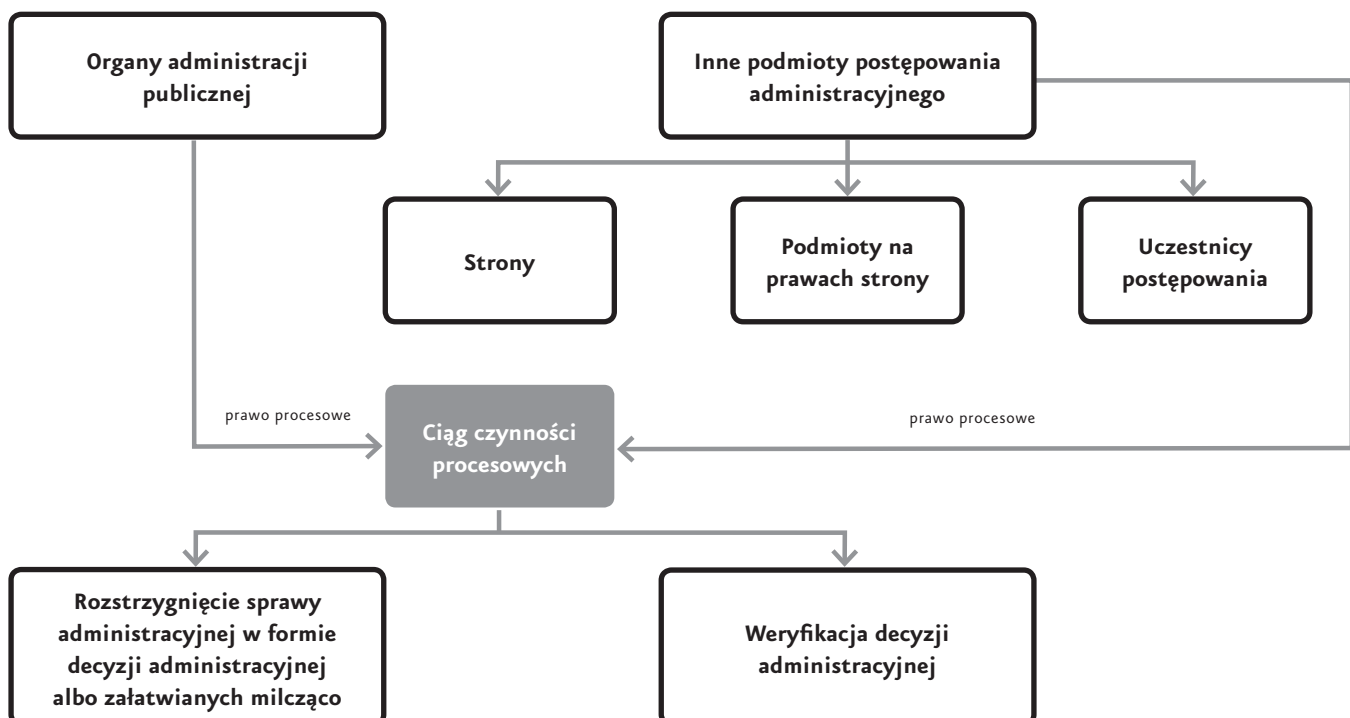 Organy administracji
publicznej
Inne podmioty postępowania
administracyjnego
Strony
Podmioty na
prawach strony
Uczestnicy
postępowania
prawo procesowe
Ciąg czynności
procesowych
prawo procesowe
Rozstrzygnięcie sprawy
administracyjnej w formie
decyzji administracyjnej
albo załatwianych milcząco
Weryfikacja decyzji
administracyjnej